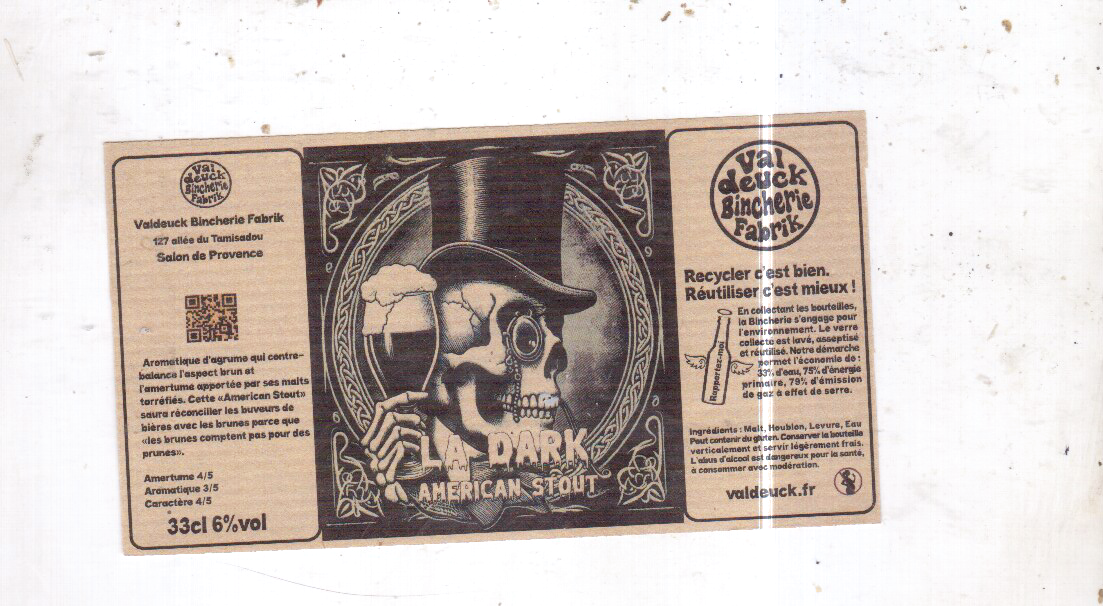 Val
deuck
Bincherie
Fabrik
Valdeuck Bincherie Fabrik
127 allée du Tamisadou
Salon de Provence
Aromatique d'agrume qui contre-
balance l'aspect brun et
l'amertume apportée par ses malts
torréfiés. Cette «American Stout»
saura réconcilier les buveurs de
bières avec les brunes parce que
«les brunes comptent pas pour des
prunes».
Amertume 4/5
Aromatique 3/5
Caractère 4/5
33cl 6%vol
LA DARK
AMERICAN STOUT
Val
deuck
Bincherie
Fabrik
Recycler c'est bien.
Réutiliser c'est mieux !
Rapportez-moi
En collectant les bouteilles,
la Bincherie s'engage pour
l'environnement. Le verre
collecté est lavé, aseptisé
et réutilisé. Notre démarche
permet l'économie de :
33% d'eau, 75% d'énergie
primaire, 79% d'émission
de gaz à effet de serre.
Ingrédients : Malt, Houblon, Levure, Eau
Peut contenir du gluten. Conserver la bouteille
verticalement et servir légèrement frais.
L'abus d'alcool est dangereux pour la santé,
à consommer avec modération.
valdeuck.fr